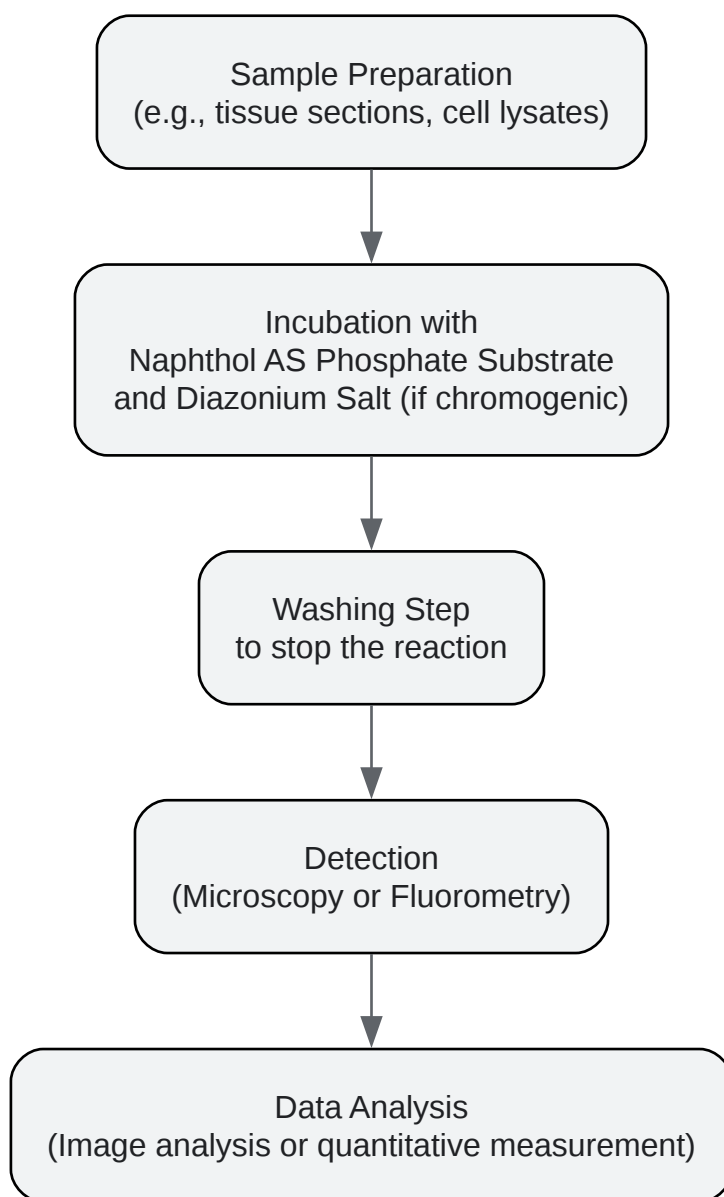 Sample Preparation
(e.g., tissue sections, cell lysates)
Incubation with
Naphthol AS Phosphate Substrate
and Diazonium Salt (if chromogenic)
Washing Step
to stop the reaction
Detection
(Microscopy or Fluorometry)
Data Analysis
(Image analysis or quantitative measurement)